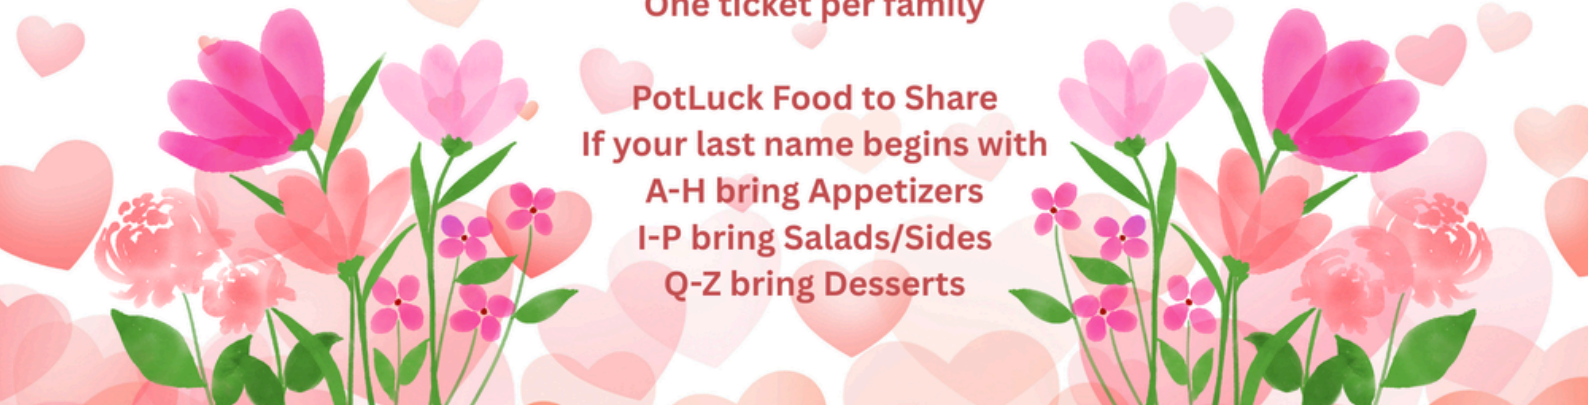 One ticket per family
PotLuck Food to Share
If your last name begins with
A-H bring Appetizers
I-P bring Salads/Sides
Q-Z bring Desserts